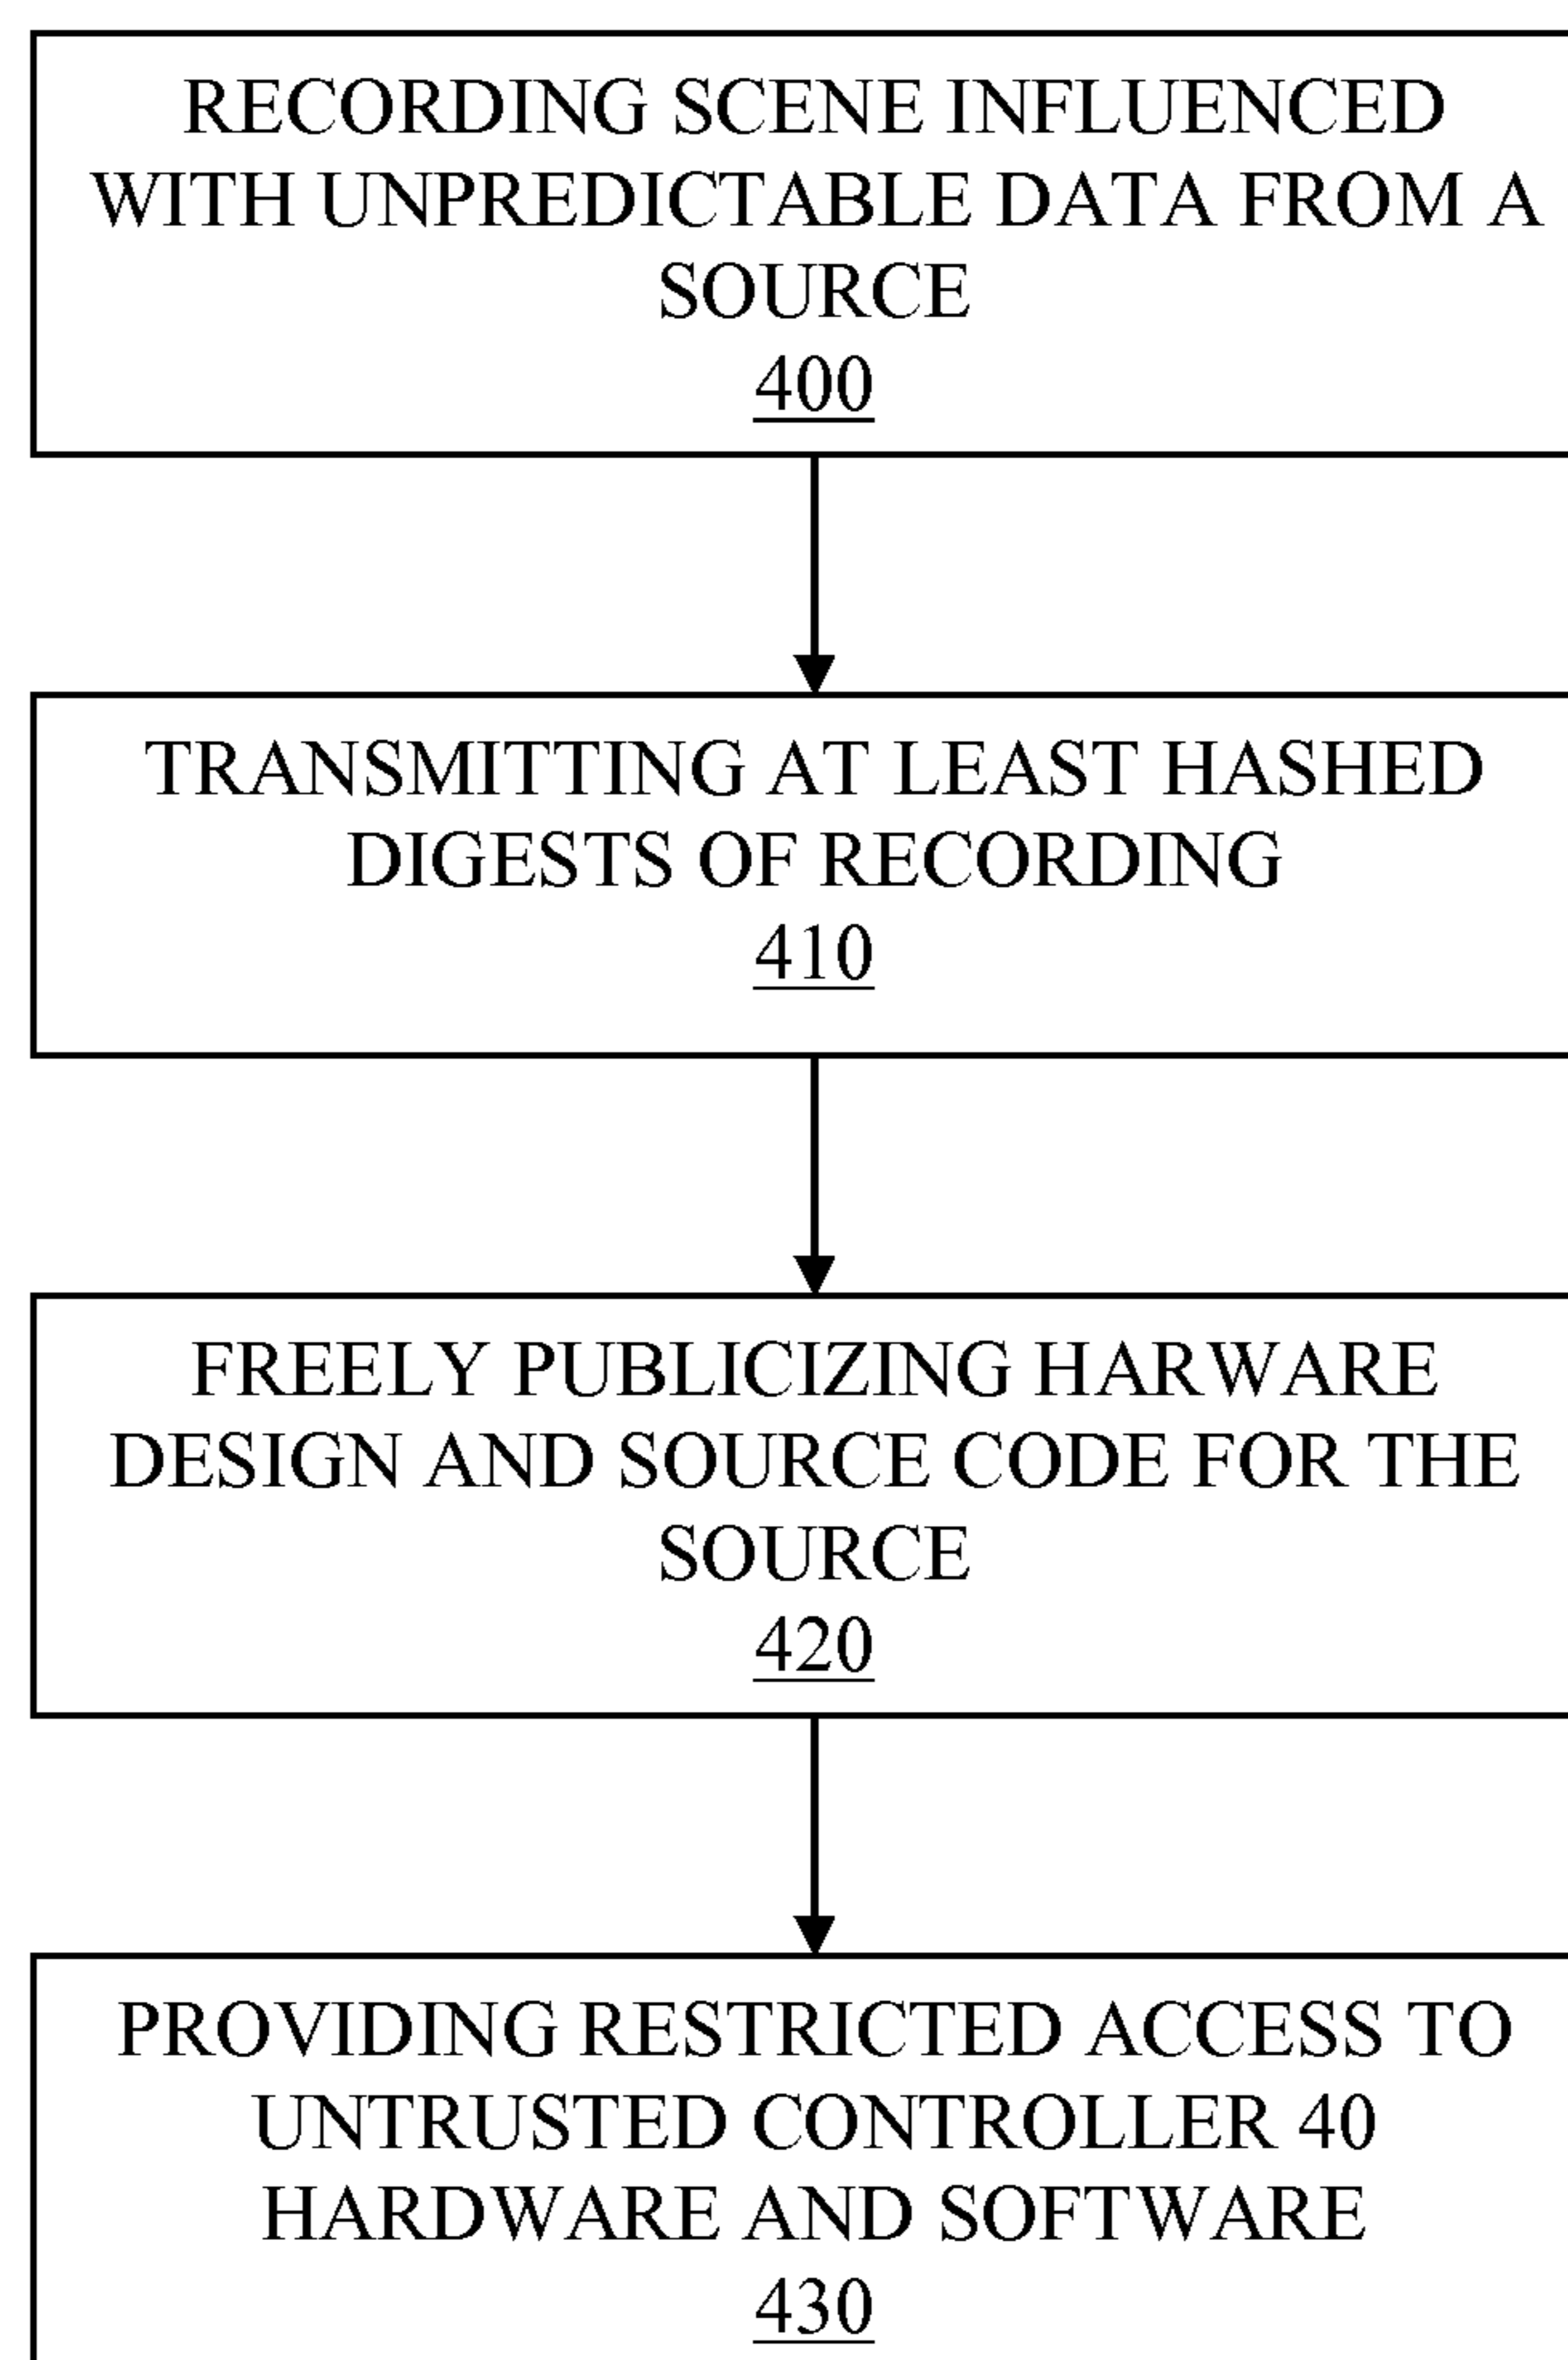 RECORDING SCENE INFLUENCED
WITH UNPREDICTABLE DATA FROM A
SOURCE
400
TRANSMITTING AT LEAST HASHED
DIGESTS OF RECORDING
410
FREELY PUBLICIZING HARWARE
DESIGN AND SOURCE CODE FOR THE
SOURCE
420
PROVIDING RESTRICTED ACCESS TO
UNTRUSTED CONTROLLER 40
HARDWARE AND SOFTWARE
430